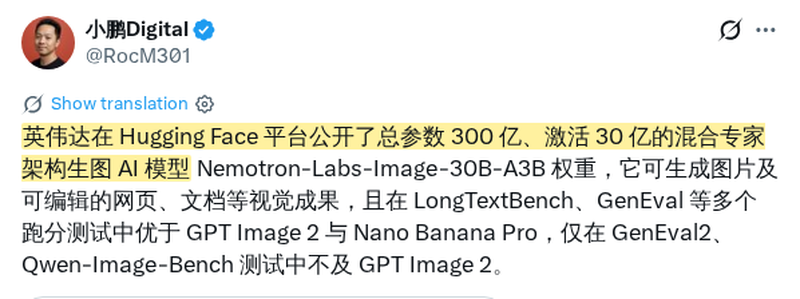 小鹏Digital
@RocM301
Show translation
英伟达在 Hugging Face 平台公开了总参数 300 亿、激活 30 亿的混合专家
架构生图 AI 模型 Nemotron-Labs-Image-30B-A3B 权重，它可生成图片及
可编辑的网页、文档等视觉成果，且在 LongTextBench、GenEval 等多个
跑分测试中优于 GPT Image 2 与 Nano Banana Pro，仅在 GenEval2、
Qwen-Image-Bench 测试中不及 GPT Image 2。